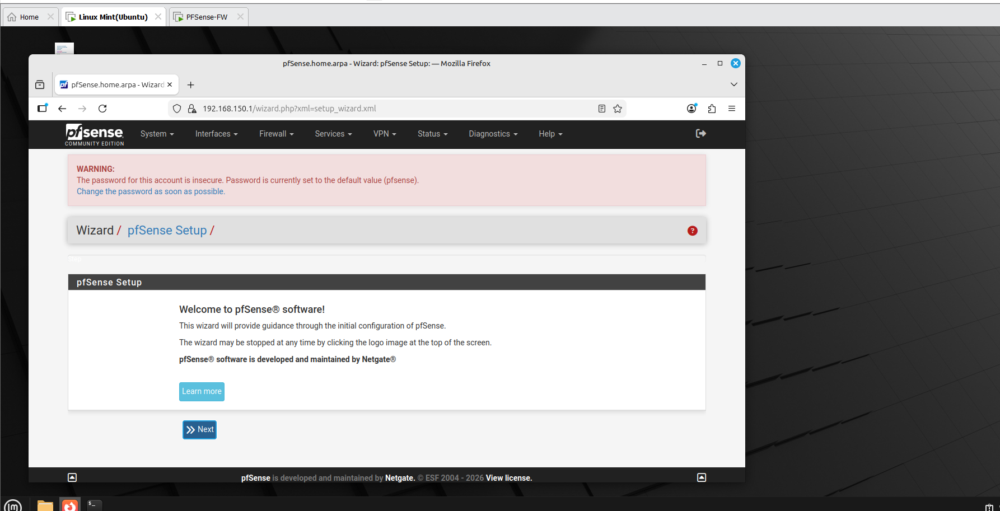 Home
Linux Mint(Ubuntu)
PFSense-FW
pfSense.home.arpa - Wizard: pfSense Setup: — Mozilla Firefox
pfSense.home.arpa - Wizard
192.168.150.1/wizard.php?xml=setup_wizard.xml
pfsense
COMMUNITY EDITION
System
Interfaces
Firewall
Services
VPN
Status
Diagnostics
Help
WARNING:
The password for this account is insecure. Password is currently set to the default value (pfsense).
Change the password as soon as possible.
Wizard / pfSense Setup /
Step
pfSense Setup
Welcome to pfSense® software!
This wizard will provide guidance through the initial configuration of pfSense.
The wizard may be stopped at any time by clicking the logo image at the top of the screen.
pfSense® software is developed and maintained by Netgate®
Learn more
Next
pfSense is developed and maintained by Netgate. © ESF 2004 - 2026 View license.